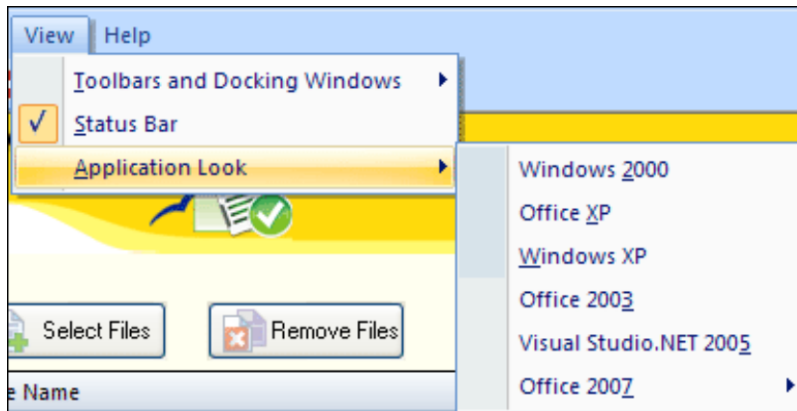 View Help
Toolbars and Docking Windows
Status Bar
Application Look
Windows 2000
Office XP
Windows XP
Office 2003
Visual Studio.NET 2005
Office 2007
Select Files Remove Files
e Name